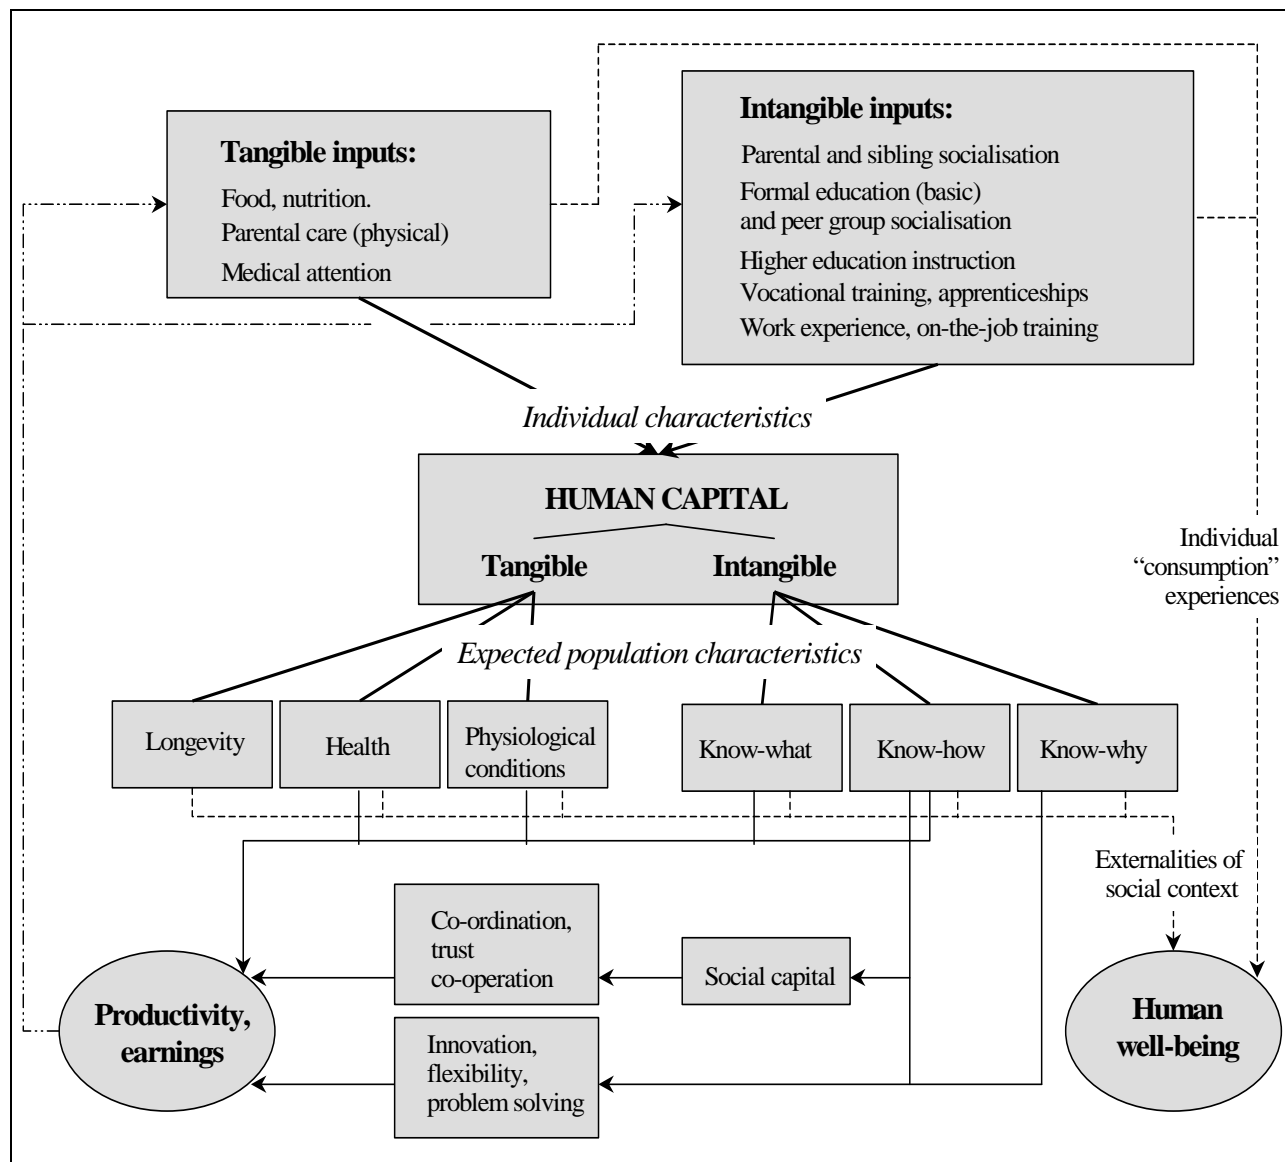 Tangible inputs:
Food, nutrition.
Parental care (physical)
Medical attention
Intangible inputs:
Parental and sibling socialisation
Formal education (basic)
and peer group socialisation
Higher education instruction
Vocational training, apprenticeships
Work experience, on-the-job training
Individual characteristics
HUMAN CAPITAL
Tangible
Intangible
Individual
“consumption”
experiences
Expected population characteristics
Longevity
Health
Physiological
conditions
Know-what
Know-how
Know-why
Externalities of
social context
Co-ordination,
trust
co-operation
Social capital
Productivity,
earnings
Innovation,
flexibility,
problem solving
Human
well-being